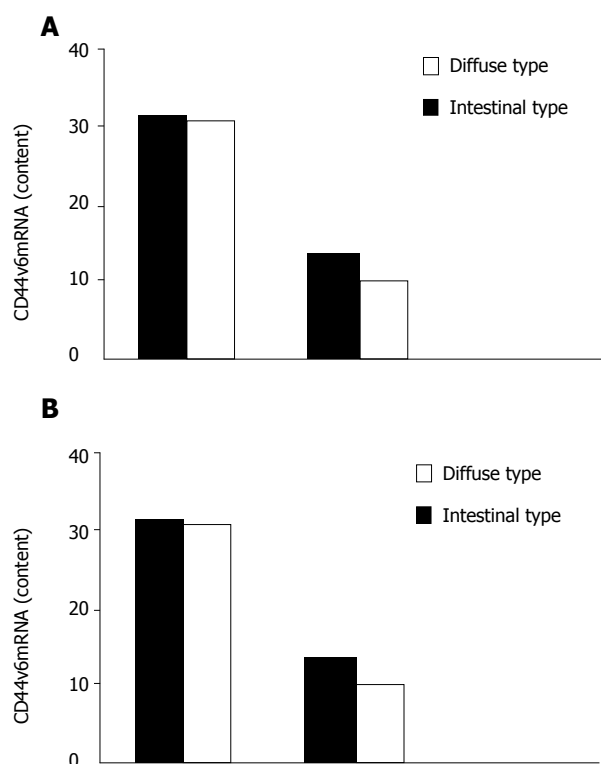 A
40
30
20
10
0
CD44v6mRNA (content)
Diffuse type
Intestinal type
B
40
30
20
10
0
CD44v6mRNA (content)
Diffuse type
Intestinal type